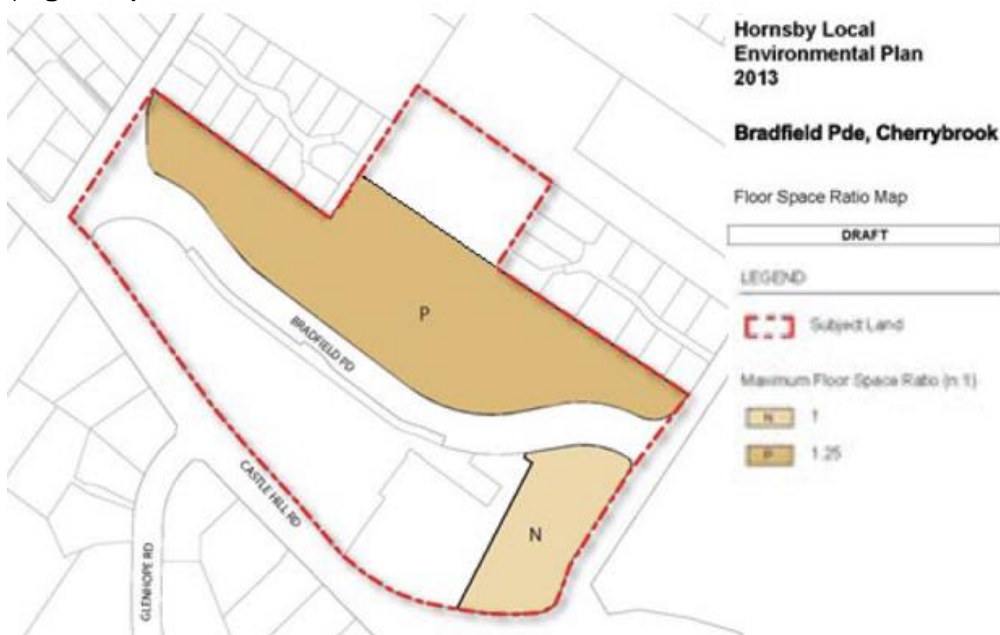 Hornsby Local
Environmental Plan
2013
Bradfield Pde, Cherrybrook
Floor Space Ratio Map
DRAFT
LEGEND
Subject Land
Maximum Floor Space Ratio (n:1)
N 1
P 1.25
P
BRADFIELD PD
CASTLE HILL RD
N
GLENHOPE RD